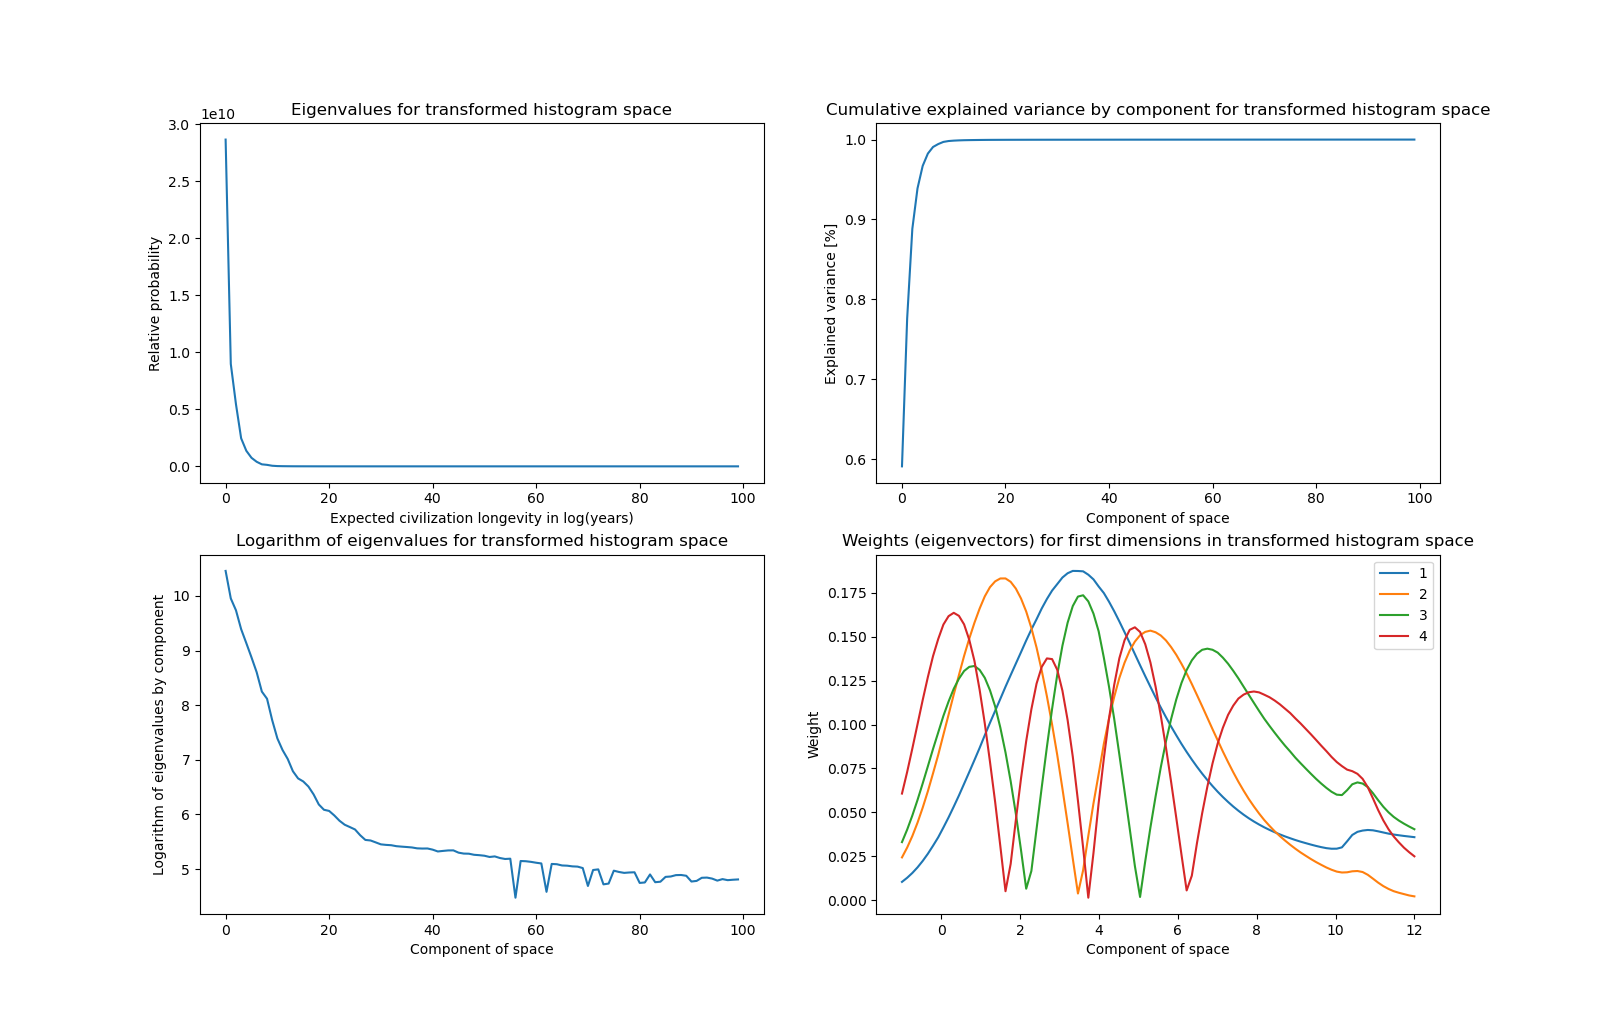 Eigenvalues for transformed histogram space
1e10
3.0
2.5
2.0
1.5
1.0
0.5
0.0
Relative probability
0 20 40 60 80 100
Expected civilization longevity in log(years)
Cumulative explained variance by component for transformed histogram space
1.0
0.9
0.8
0.7
0.6
Explained variance [%]
0 20 40 60 80 100
Component of space
Logarithm of eigenvalues for transformed histogram space
10
9
8
7
6
5
Logarithm of eigenvalues by component
0 20 40 60 80 100
Component of space
Weights (eigenvectors) for first dimensions in transformed histogram space
1
2
3
4
0.175
0.150
0.125
0.100
0.075
0.050
0.025
0.000
Weight
0 2 4 6 8 10 12
Component of space